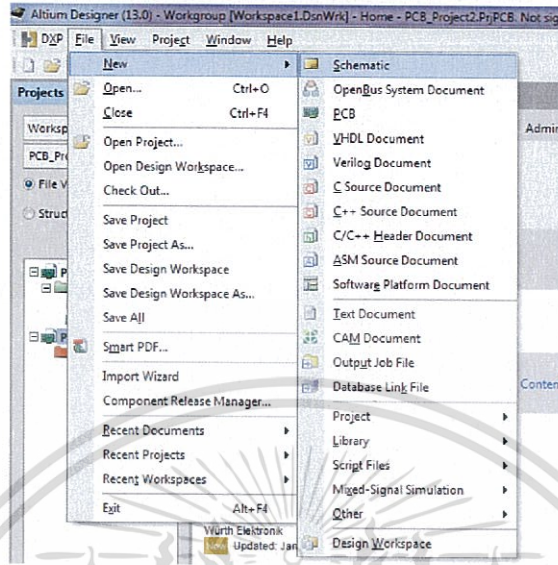 Altium Designer (13.0) - Workgroup [Workspace1.DsnWrk] - Home - PCB_Project2.PrjPCB. Not sig
DXP File View Project Window Help
Projects
Worksp
PCB_Pro
File V
Struct
P
P
New
Open... Ctrl+O
Close Ctrl+F4
Open Project...
Open Design Workspace...
Check Out...
Save Project
Save Project As...
Save Design Workspace
Save Design Workspace As...
Save All
Smart PDF...
Import Wizard
Component Release Manager...
Recent Documents
Recent Projects
Recent Workspaces
Exit Alt+F4
Schematic
OpenBus System Document
PCB
VHDL Document
Verilog Document
C Source Document
C++ Source Document
C/C++ Header Document
ASM Source Document
Software Platform Document
Text Document
CAM Document
Output Job File
Database Link File
Project
Library
Script Files
Mixed-Signal Simulation
Other
Design Workspace
Admin
Conten
Würth Elektronik
Updated: Jan